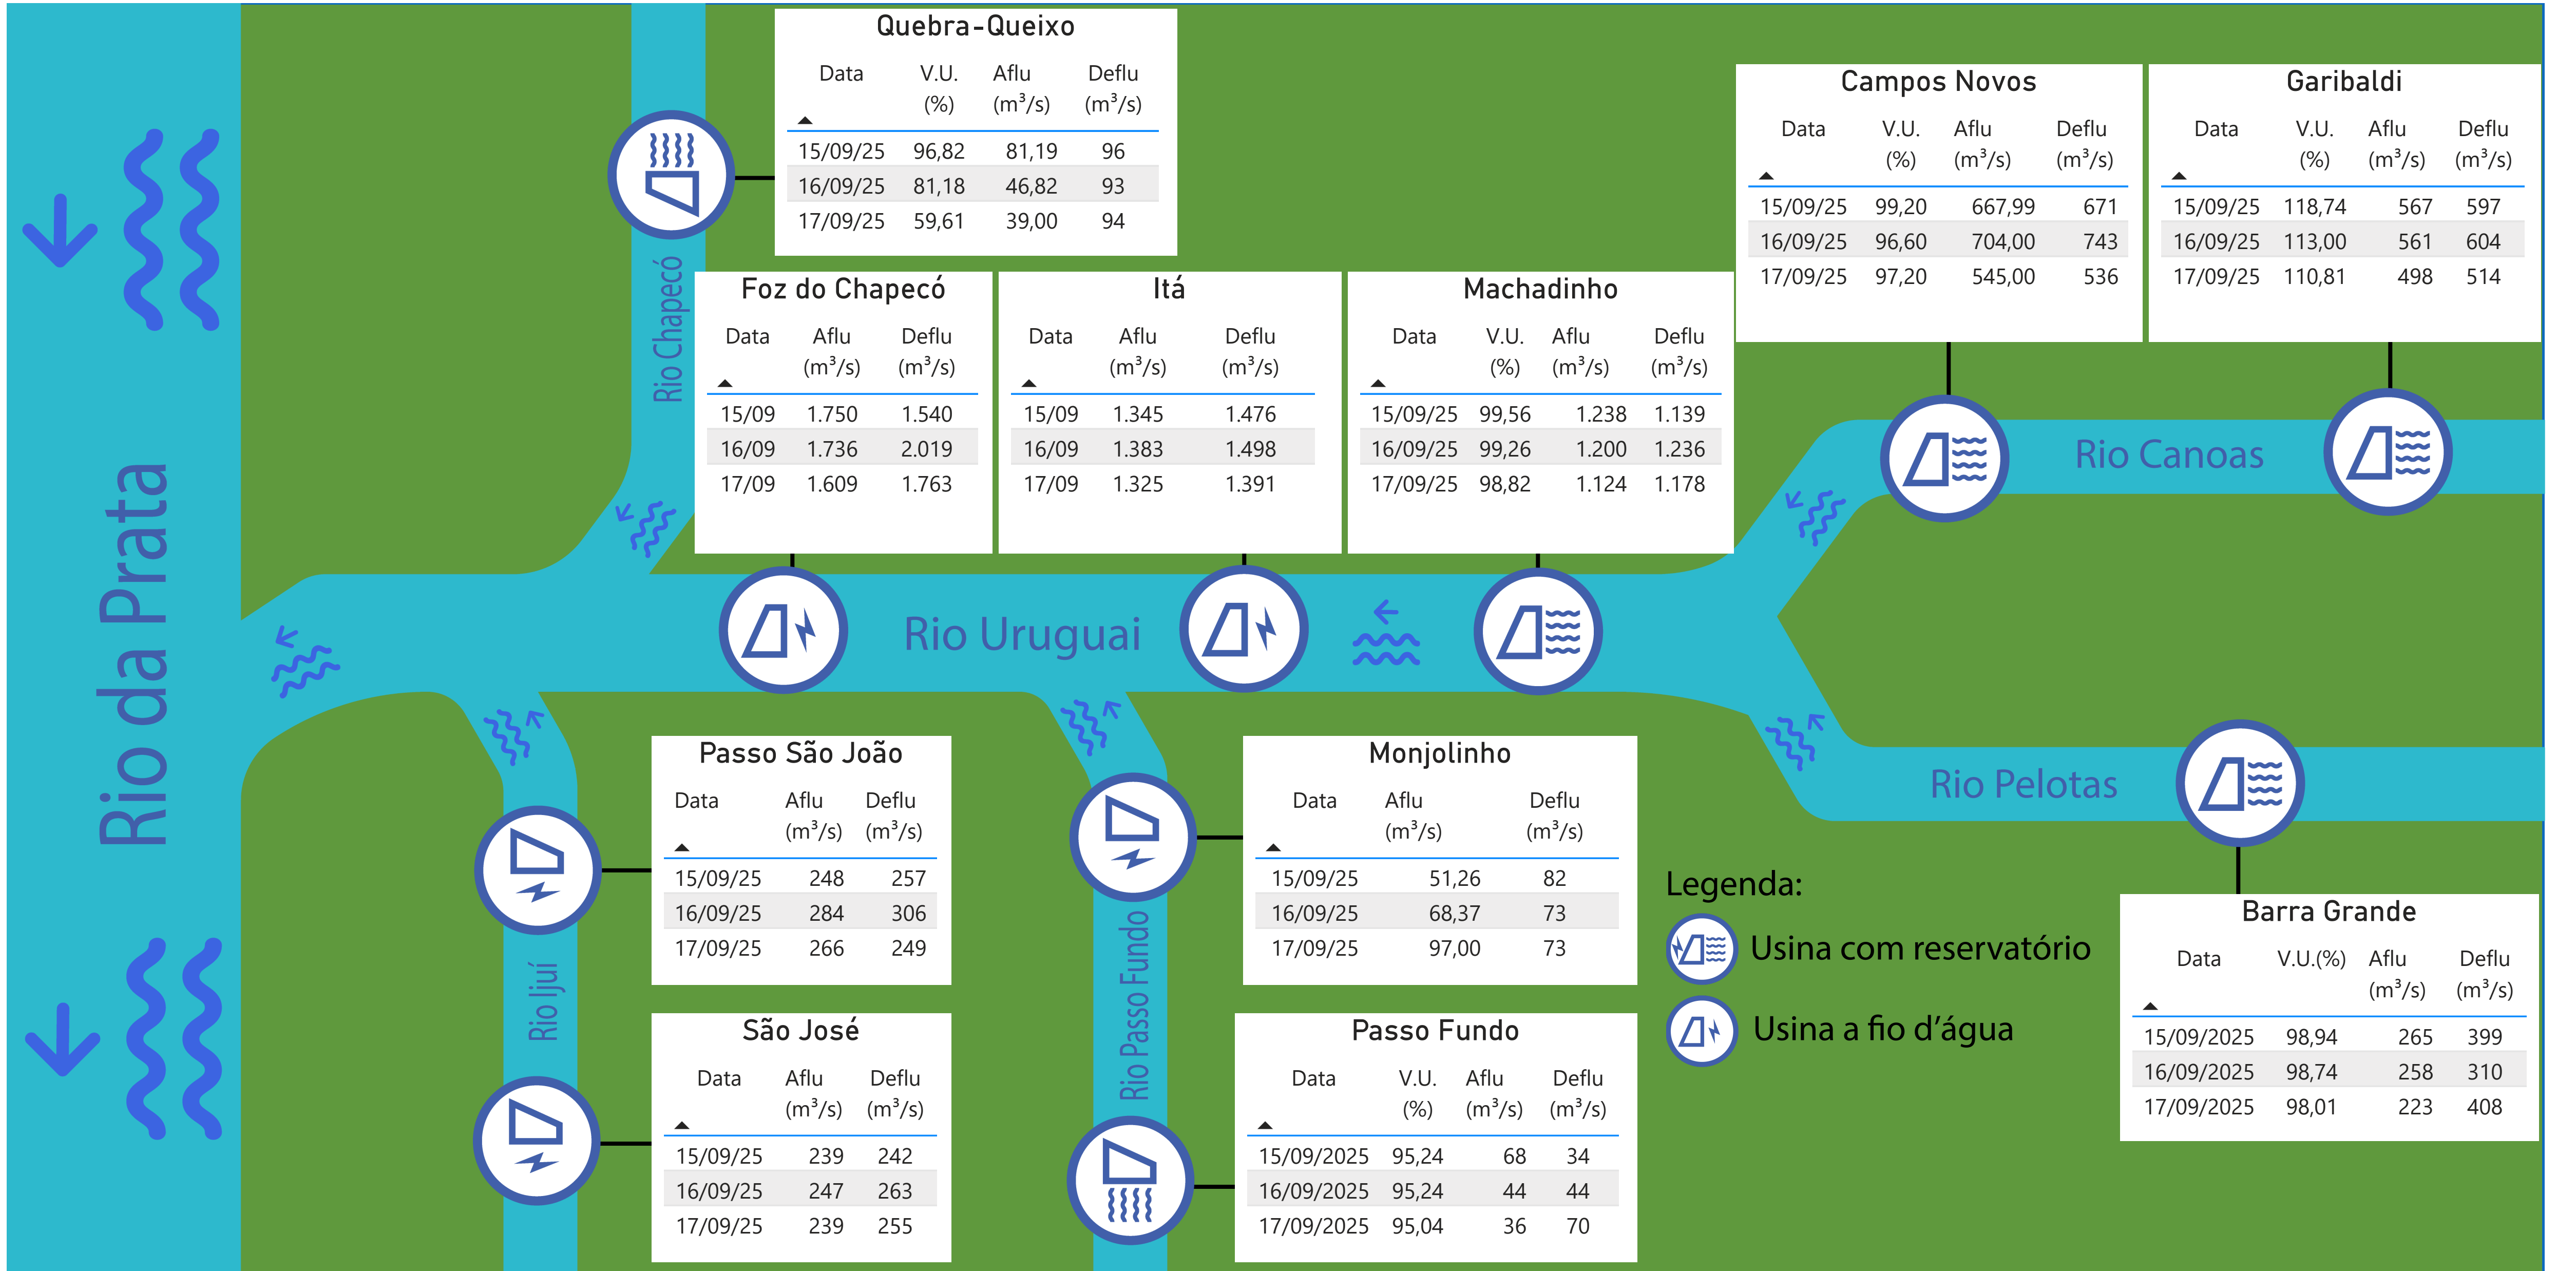 Quebra-Queixo
Data V.U. (%) Aflu (m³/s) Deflu (m³/s)
15/09/25 96,82 81,19 96
16/09/25 81,18 46,82 93
17/09/25 59,61 39,00 94
Campos Novos
Data V.U. (%) Aflu (m³/s) Deflu (m³/s)
15/09/25 99,20 667,99 671
16/09/25 96,60 704,00 743
17/09/25 97,20 545,00 536
Garibaldi
Data V.U. (%) Aflu (m³/s) Deflu (m³/s)
15/09/25 118,74 567 597
16/09/25 113,00 561 604
17/09/25 110,81 498 514
Rio Chapecó
Foz do Chapecó
Data Aflu (m³/s) Deflu (m³/s)
15/09 1.750 1.540
16/09 1.736 2.019
17/09 1.609 1.763
Itá
Data Aflu (m³/s) Deflu (m³/s)
15/09 1.345 1.476
16/09 1.383 1.498
17/09 1.325 1.391
Machadinho
Data V.U. (%) Aflu (m³/s) Deflu (m³/s)
15/09/25 99,56 1.238 1.139
16/09/25 99,26 1.200 1.236
17/09/25 98,82 1.124 1.178
Rio Canoas
Rio da Prata
Rio Uruguai
Rio Pelotas
Passo São João
Data Aflu (m³/s) Deflu (m³/s)
15/09/25 248 257
16/09/25 284 306
17/09/25 266 249
Monjolinho
Data Aflu (m³/s) Deflu (m³/s)
15/09/25 51,26 82
16/09/25 68,37 73
17/09/25 97,00 73
Legenda:
Usina com reservatório
Usina a fio d'água
Barra Grande
Data V.U.(%) Aflu (m³/s) Deflu (m³/s)
15/09/2025 98,94 265 399
16/09/2025 98,74 258 310
17/09/2025 98,01 223 408
Rio Ijuí
São José
Data Aflu (m³/s) Deflu (m³/s)
15/09/25 239 242
16/09/25 247 263
17/09/25 239 255
Rio Passo Fundo
Passo Fundo
Data V.U. (%) Aflu (m³/s) Deflu (m³/s)
15/09/2025 95,24 68 34
16/09/2025 95,24 44 44
17/09/2025 95,04 36 70